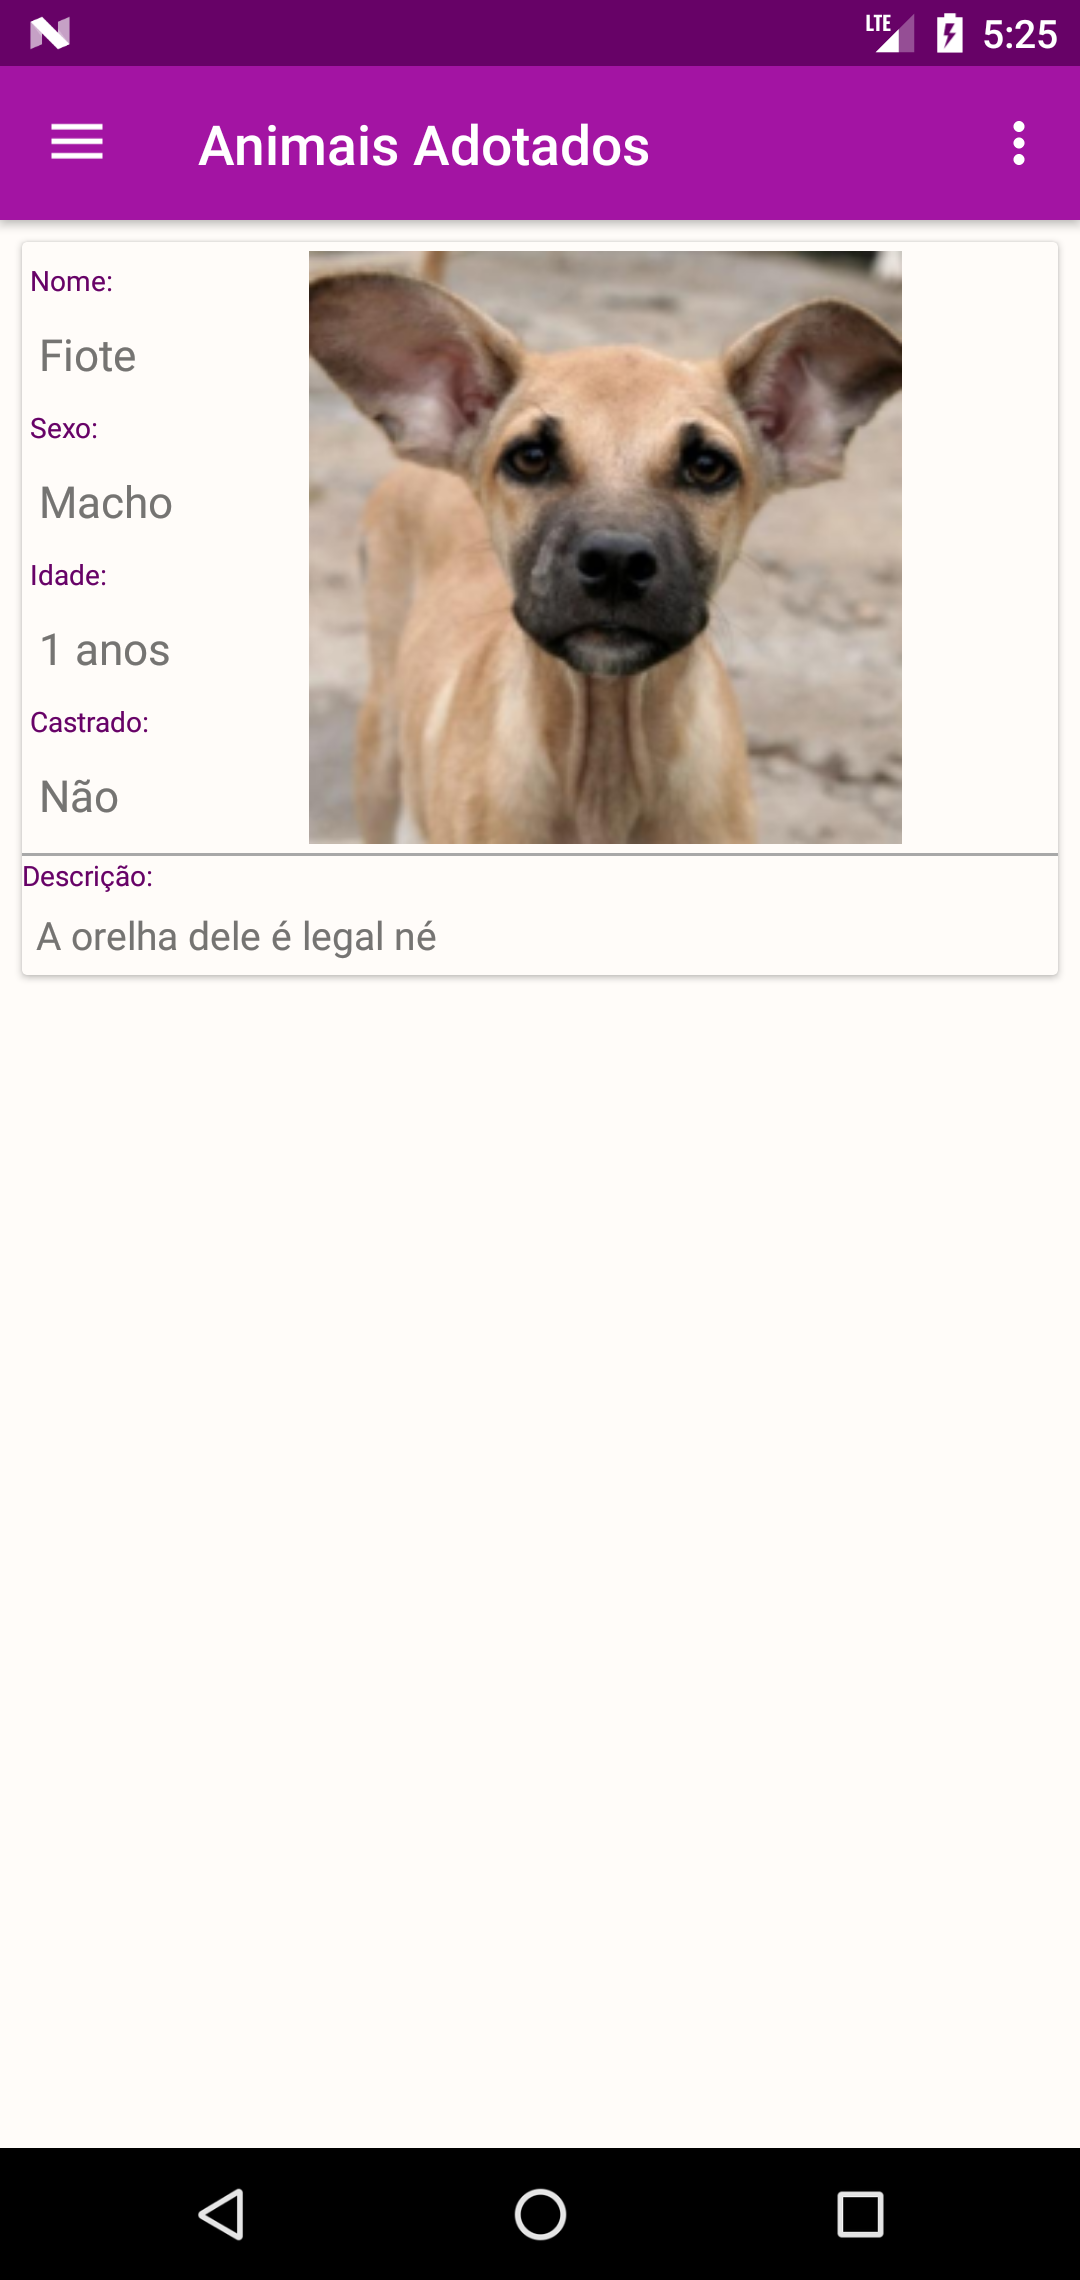 LTE 5:25
Animais Adotados
Nome:
Fiote
Sexo:
Macho
Idade:
1 anos
Castrado:
Não
Descrição:
A orelha dele é legal né